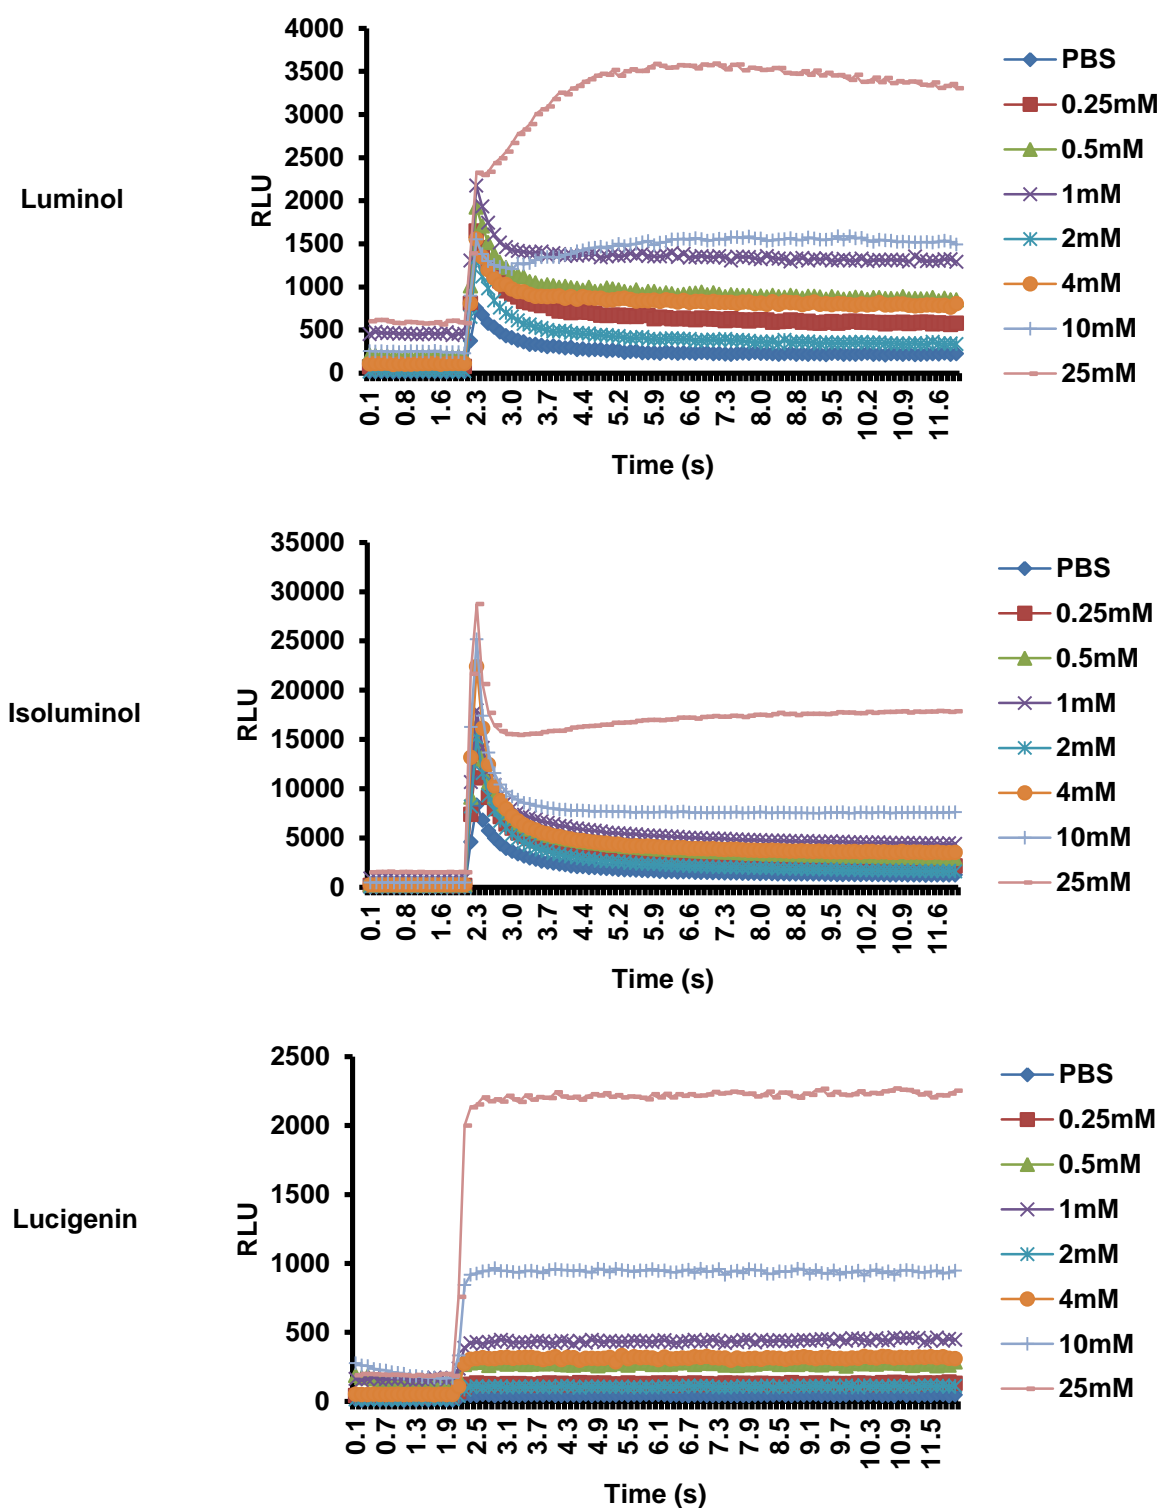 Luminol
RLU
4000
3500
3000
2500
2000
1500
1000
500
0
0.1 0.8 1.6 2.3 3.0 3.7 4.4 5.2 5.9 6.6 7.3 8.0 8.8 9.5 10.2 10.9 11.6
Time (s)
PBS
0.25mM
0.5mM
1mM
2mM
4mM
10mM
25mM
Isoluminol
RLU
35000
30000
25000
20000
15000
10000
5000
0
0.1 0.8 1.6 2.3 3.0 3.7 4.4 5.2 5.9 6.6 7.3 8.0 8.8 9.5 10.2 10.9 11.6
Time (s)
PBS
0.25mM
0.5mM
1mM
2mM
4mM
10mM
25mM
Lucigenin
RLU
2500
2000
1500
1000
500
0
0.1 0.7 1.3 1.9 2.5 3.1 3.7 4.3 4.9 5.5 6.1 6.7 7.3 7.9 8.5 9.1 9.7 10.3 10.9 11.5
Time (s)
PBS
0.25mM
0.5mM
1mM
2mM
4mM
10mM
25mM